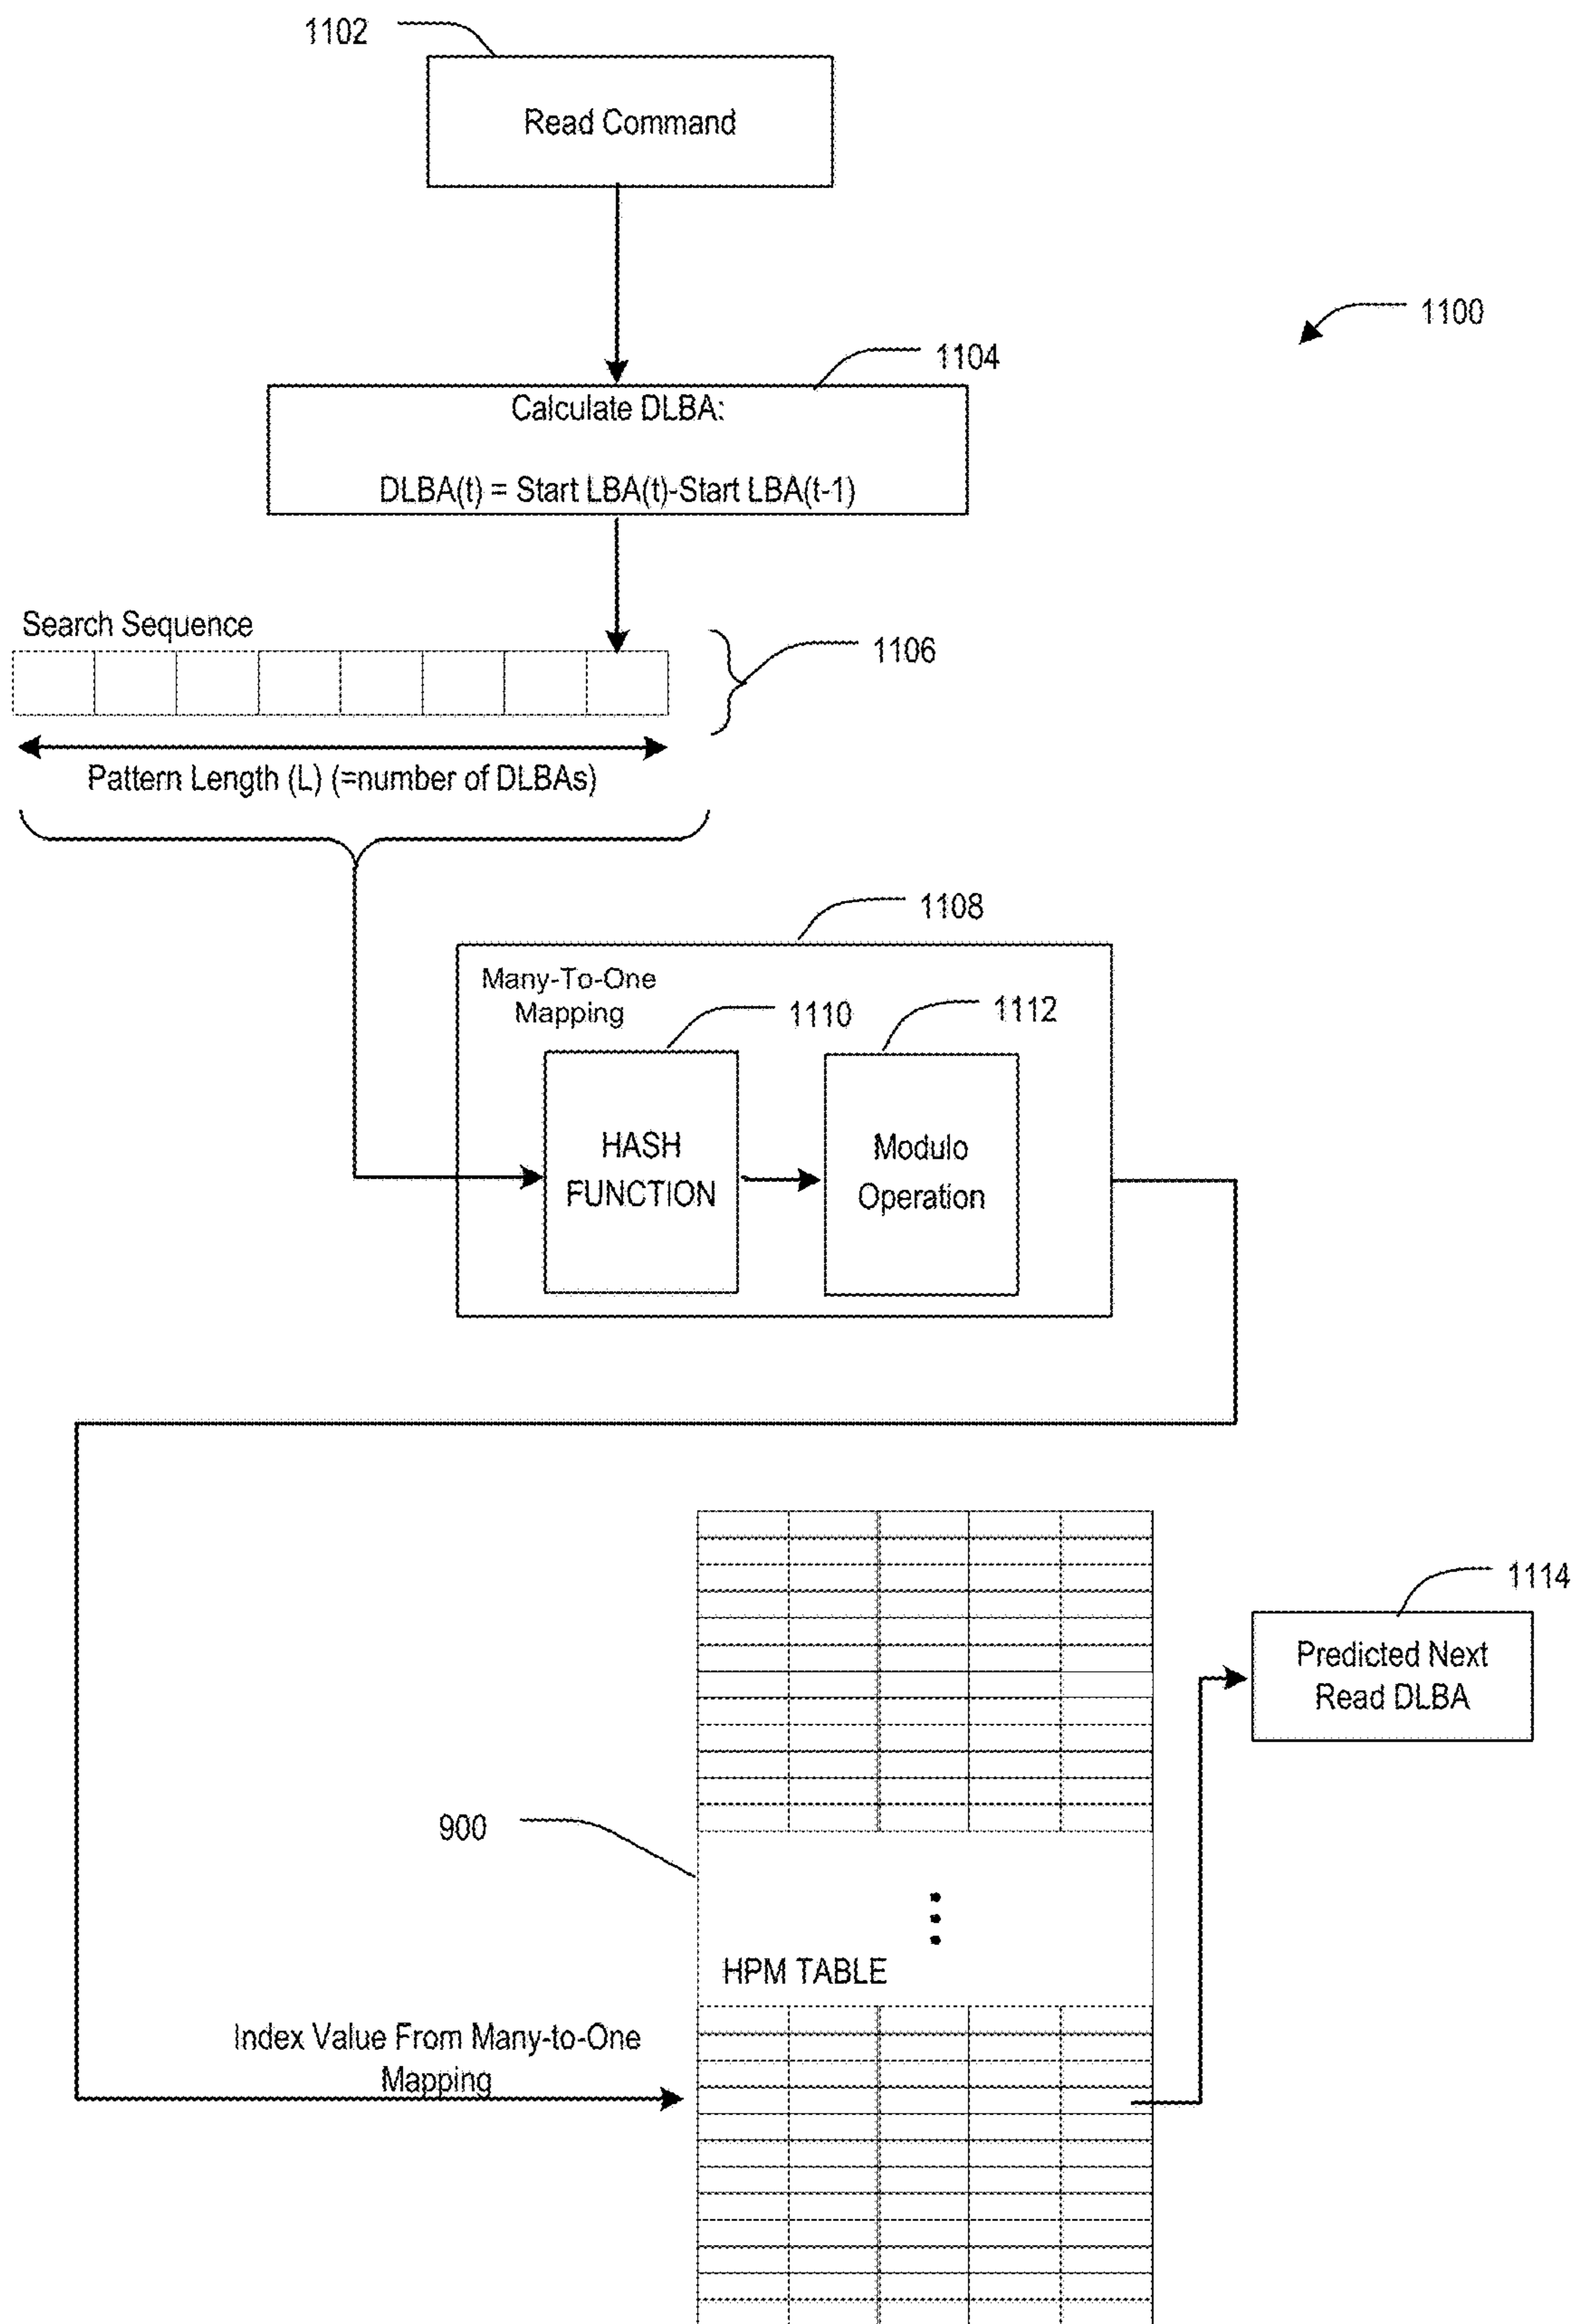 1102
Read Command
1100
1104
Calculate DLBA:
DLBA(t) = Start LBA(t)-Start LBA(t-1)
Search Sequence
1106
Pattern Length (L) (=number of DLBAs)
1108
Many-To-One
Mapping
1110
1112
HASH
FUNCTION
Modulo
Operation
1114
Predicted Next
Read DLBA
900
HPM TABLE
Index Value From Many-to-One
Mapping